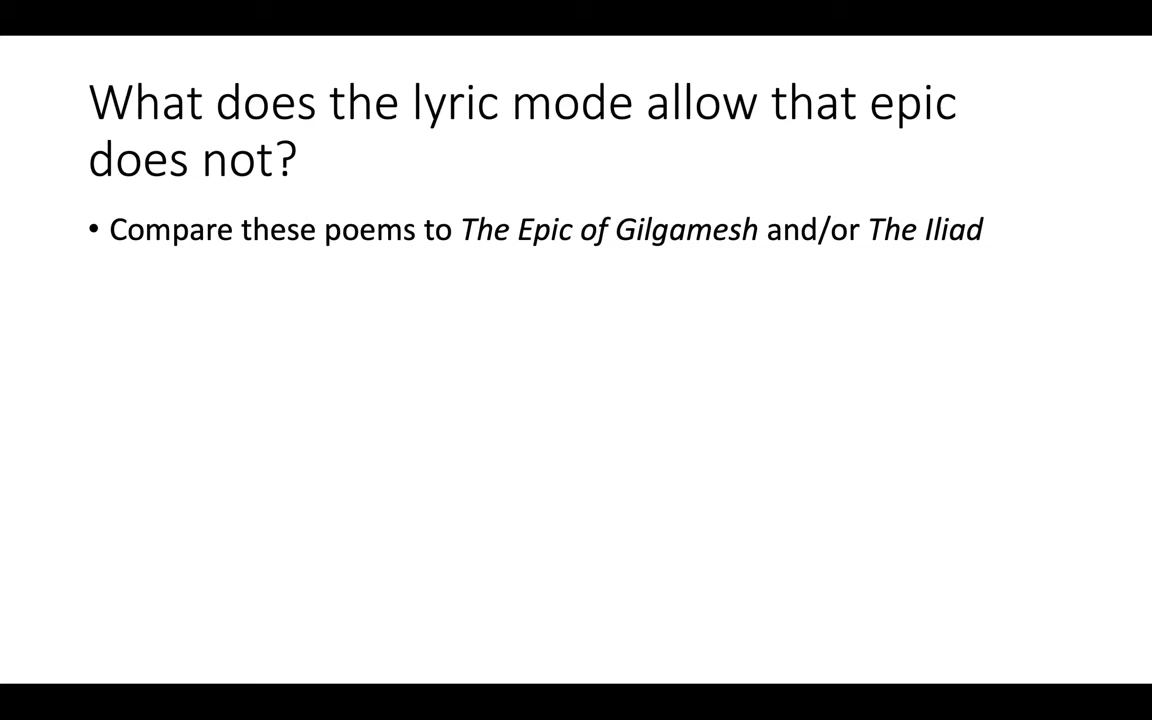 What does the lyric mode allow that epic
does not?
• Compare these poems to The Epic of Gilgamesh and/or The Iliad